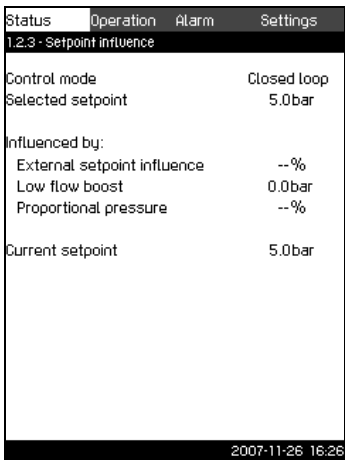 Status Operation Alarm Settings
1.2.3 - Setpoint influence
Control mode Closed loop
Selected setpoint 5.0bar
Influenced by:
External setpoint influence --%
Low flow boost 0.0bar
Proportional pressure --%
Current setpoint 5.0bar
2007-11-26 16:26